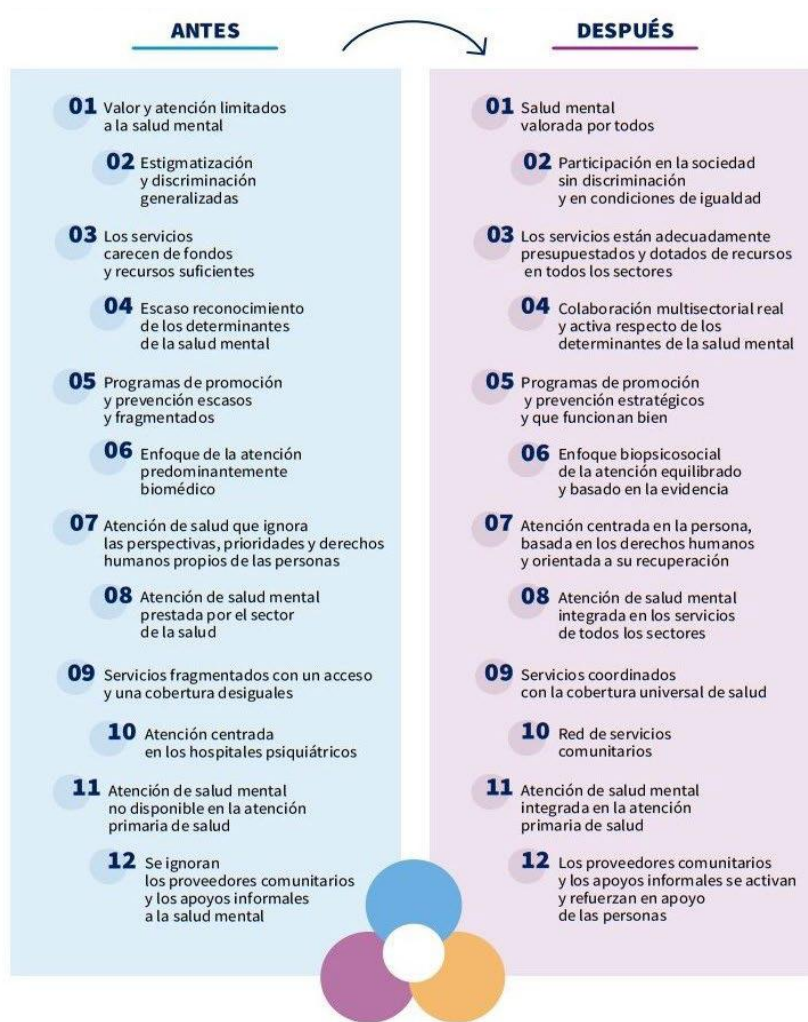 ANTES
01 Valor y atención limitados
a la salud mental
02 Estigmatización
y discriminación
generalizadas
03 Los servicios
carecen de fondos
y recursos suficientes
04 Escaso reconocimiento
de los determinantes
de la salud mental
05 Programas de promoción
y prevención escasos
y fragmentados
06 Enfoque de la atención
predominantemente
biomédico
07 Atención de salud que ignora
las perspectivas, prioridades y derechos
humanos propios de las personas
08 Atención de salud mental
prestada por el sector
de la salud
09 Servicios fragmentados con un acceso
y una cobertura desiguales
10 Atención centrada
en los hospitales psiquiátricos
11 Atención de salud mental
no disponible en la atención
primaria de salud
12 Se ignoran
los proveedores comunitarios
y los apoyos informales
a la salud mental
DESPUÉS
01 Salud mental
valorada por todos
02 Participación en la sociedad
sin discriminación
y en condiciones de igualdad
03 Los servicios están adecuadamente
presupuestados y dotados de recursos
en todos los sectores
04 Colaboración multisectorial real
y activa respecto de los
determinantes de la salud mental
05 Programas de promoción
y prevención estratégicos
y que funcionan bien
06 Enfoque biopsicosocial
de la atención equilibrado
y basado en la evidencia
07 Atención centrada en la persona,
basada en los derechos humanos
y orientada a su recuperación
08 Atención de salud mental
integrada en los servicios
de todos los sectores
09 Servicios coordinados
con la cobertura universal de salud
10 Red de servicios
comunitarios
11 Atención de salud mental
integrada en la atención
primaria de salud
12 Los proveedores comunitarios
y los apoyos informales se activan
y refuerzan en apoyo
de las personas